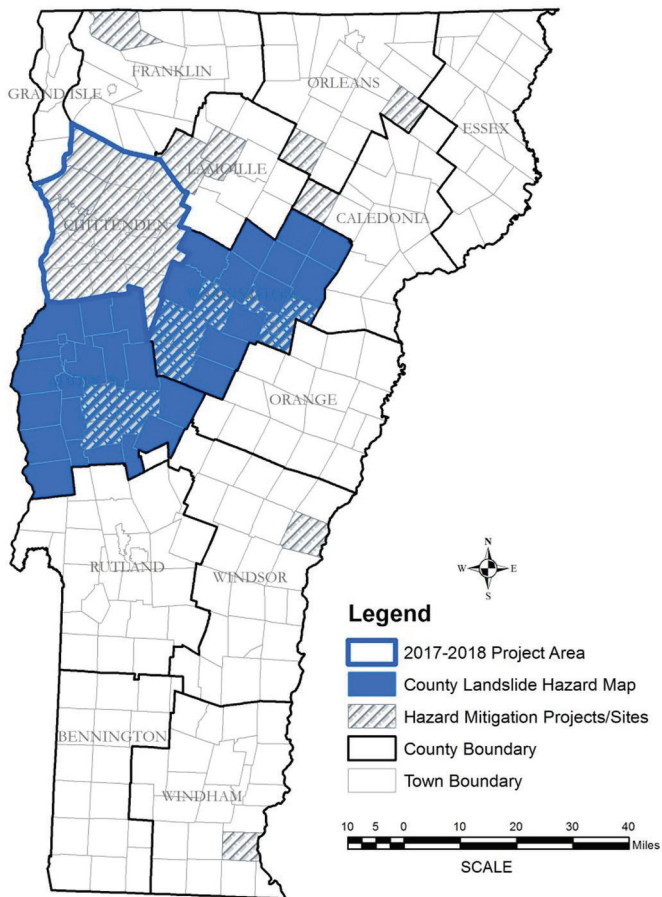 FRANKLIN
ORLEANS
GRAND ISLE
ESSEX
LAMOILLE
CHITTENDEN
CALEDONIA
WASHINGTON
ADDISON
ORANGE
RUTLAND
WINDSOR
BENNINGTON
WINDHAM
N
W E
S
Legend
2017-2018 Project Area
County Landslide Hazard Map
Hazard Mitigation Projects/Sites
County Boundary
Town Boundary
10 5 0 10 20 30 40
Miles
SCALE